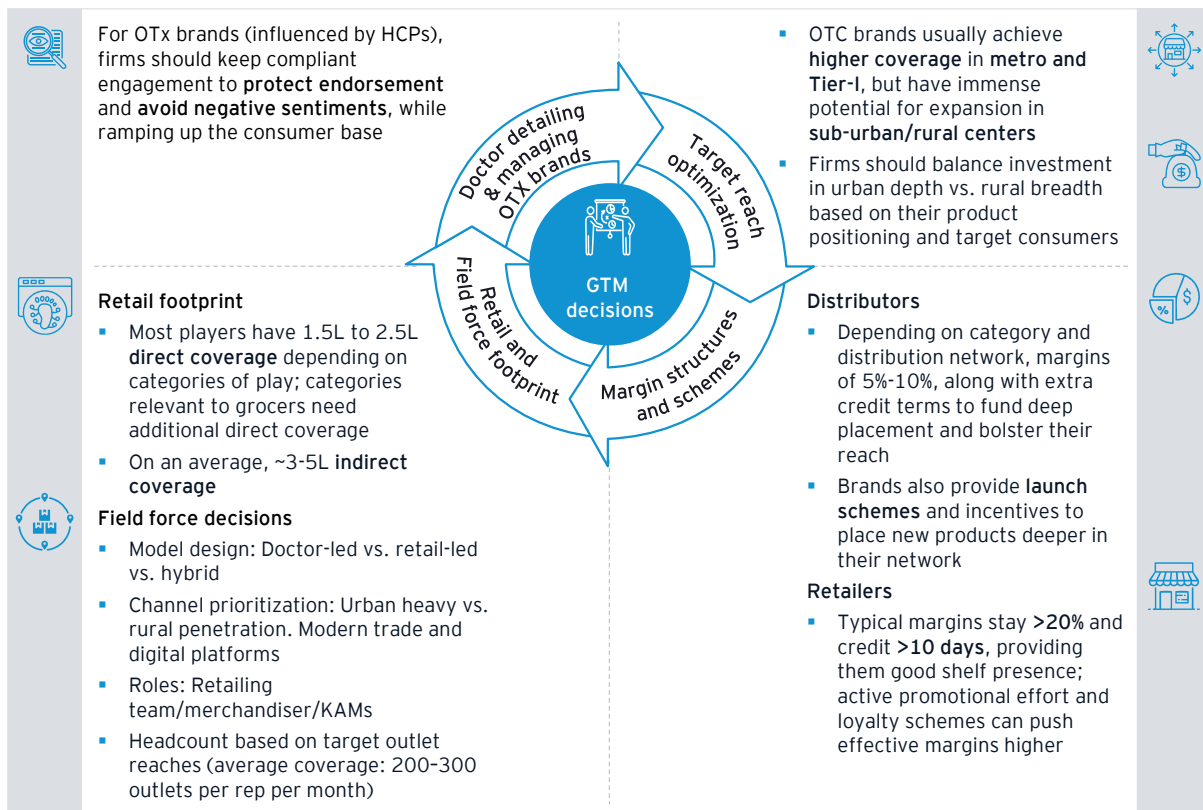 For OTx brands (influenced by HCPs),
firms should keep compliant
engagement to protect endorsement
and avoid negative sentiments, while
ramping up the consumer base
Doctor detailing
& managing
OTX brands
Target reach
optimization
GTM
decisions
Retail and
Field force footprint
Margin structures
and schemes
▪ OTC brands usually achieve
higher coverage in metro and
Tier-I, but have immense
potential for expansion in
sub-urban/rural centers
▪ Firms should balance investment
in urban depth vs. rural breadth
based on their product
positioning and target consumers
Retail footprint
▪ Most players have 1.5L to 2.5L
direct coverage depending on
categories of play; categories
relevant to grocers need
additional direct coverage
▪ On an average, ~3-5L indirect
coverage
Field force decisions
▪ Model design: Doctor-led vs. retail-led
vs. hybrid
▪ Channel prioritization: Urban heavy vs.
rural penetration. Modern trade and
digital platforms
▪ Roles: Retailing
team/merchandiser/KAMs
▪ Headcount based on target outlet
reaches (average coverage: 200–300
outlets per rep per month)
Distributors
▪ Depending on category and
distribution network, margins
of 5%-10%, along with extra
credit terms to fund deep
placement and bolster their
reach
▪ Brands also provide launch
schemes and incentives to
place new products deeper in
their network
Retailers
▪ Typical margins stay >20% and
credit >10 days, providing
them good shelf presence;
active promotional effort and
loyalty schemes can push
effective margins higher
$
% $